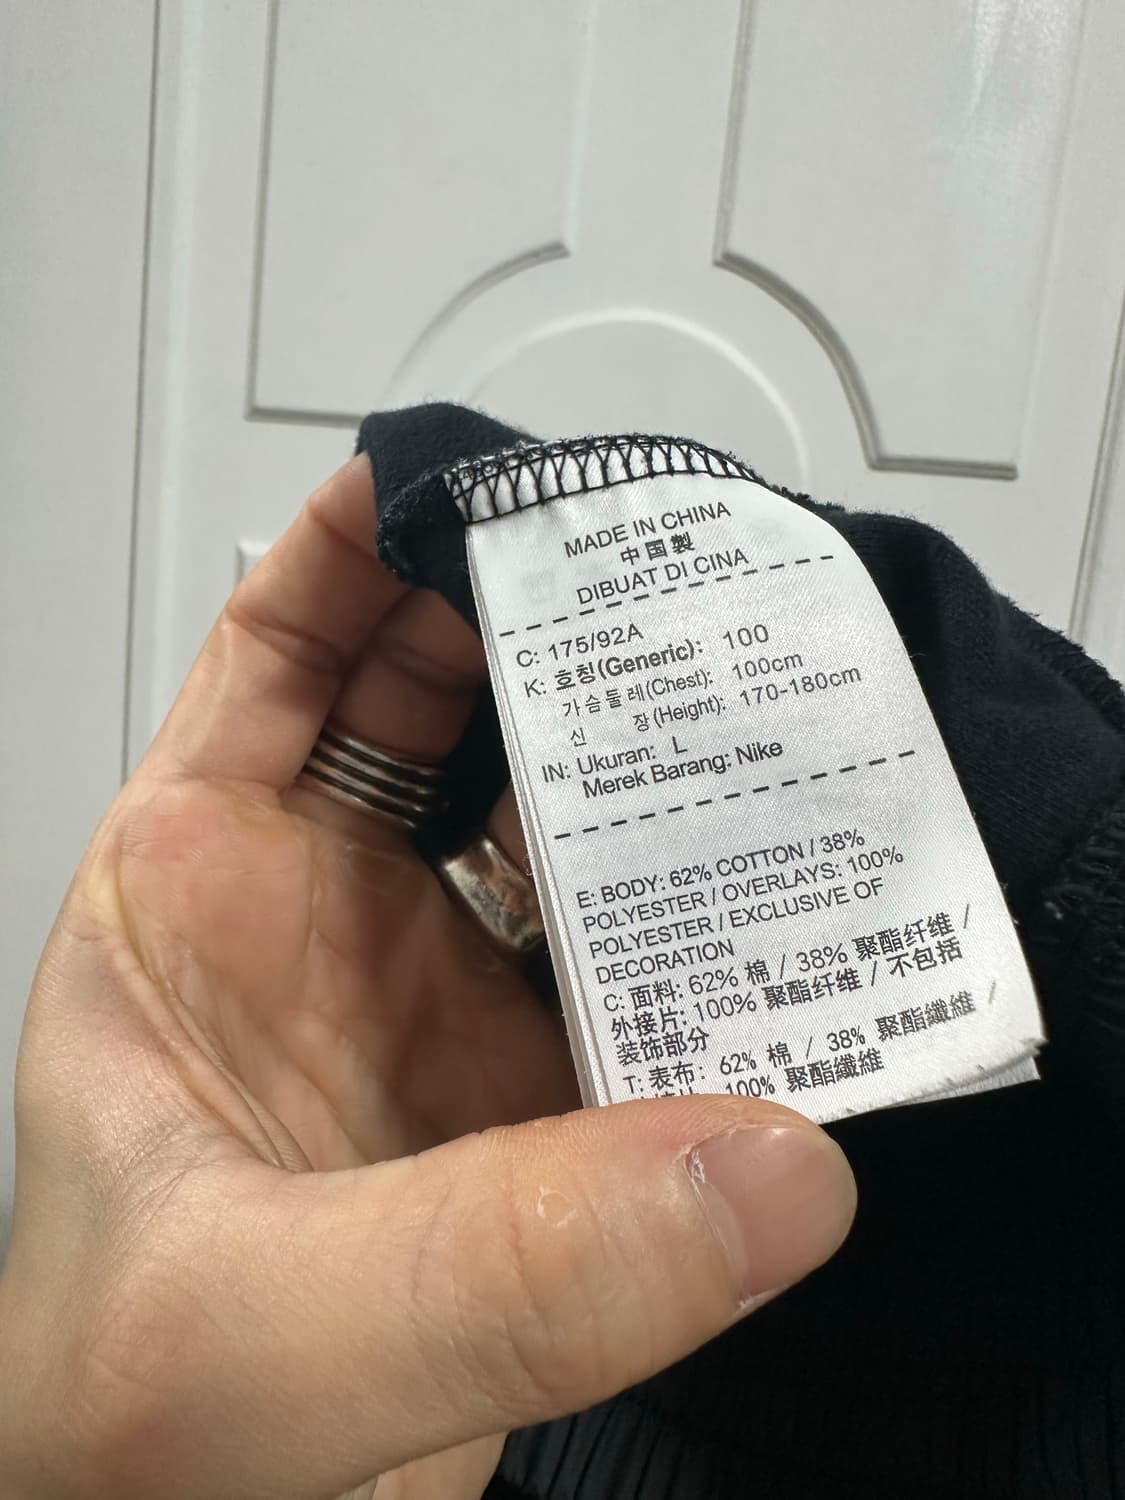 MADE IN CHINA
中国製
DIBUAT DI CINA
C: 175/92A
K: 호칭(Generic): 100
가슴둘레(Chest): 100cm
신 장(Height): 170-180cm
IN: Ukuran: L
Merek Barang: Nike
E: BODY: 62% COTTON / 38%
POLYESTER / OVERLAYS: 100%
POLYESTER / EXCLUSIVE OF
DECORATION
C: 面料: 62% 棉 / 38% 聚酯纤维 /
外接片: 100% 聚酯纤维 / 不包括
装饰部分
T: 表布: 62% 棉 / 38% 聚酯纖維 /
100% 聚酯纖維